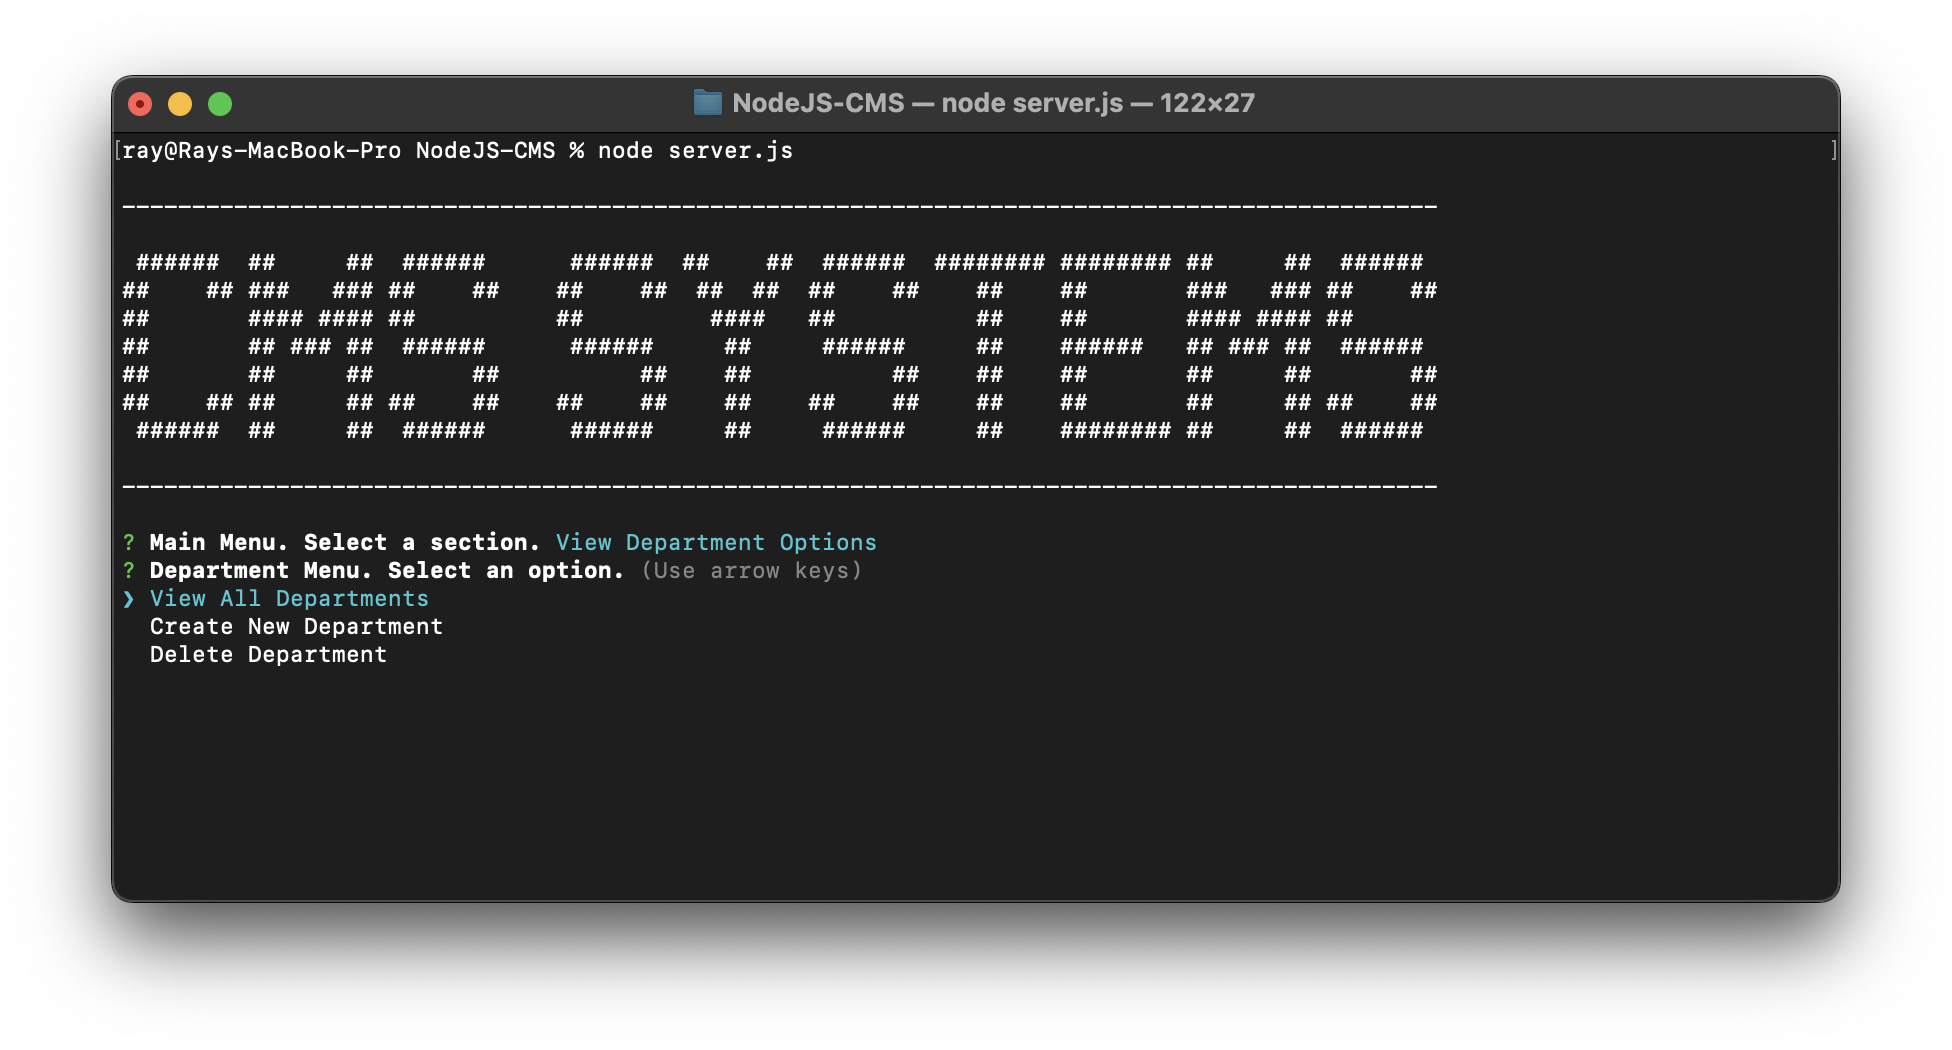 NodeJS-CMS — node server.js — 122×27
[ray@Rays-MacBook-Pro NodeJS-CMS % node server.js ]
----------------------------------------------------------------------------------------------
 ######  ##     ##  ######      ######  ##    ##  ######  ######## ######## ##     ##  ######
##    ## ###   ### ##    ##    ##    ##  ##  ##  ##    ##    ##    ##       ###   ### ##    ##
##       #### #### ##          ##         ####   ##          ##    ##       #### #### ##
##       ## ### ##  ######      ######     ##     ######     ##    ######   ## ### ##  ######
##       ##     ##       ##          ##    ##          ##    ##    ##       ##     ##       ##
##    ## ##     ## ##    ##    ##    ##    ##    ##    ##    ##    ##       ##     ## ##    ##
 ######  ##     ##  ######      ######     ##     ######     ##    ######## ##     ##  ######
----------------------------------------------------------------------------------------------
? Main Menu. Select a section. View Department Options
? Department Menu. Select an option. (Use arrow keys)
❯ View All Departments
  Create New Department
  Delete Department